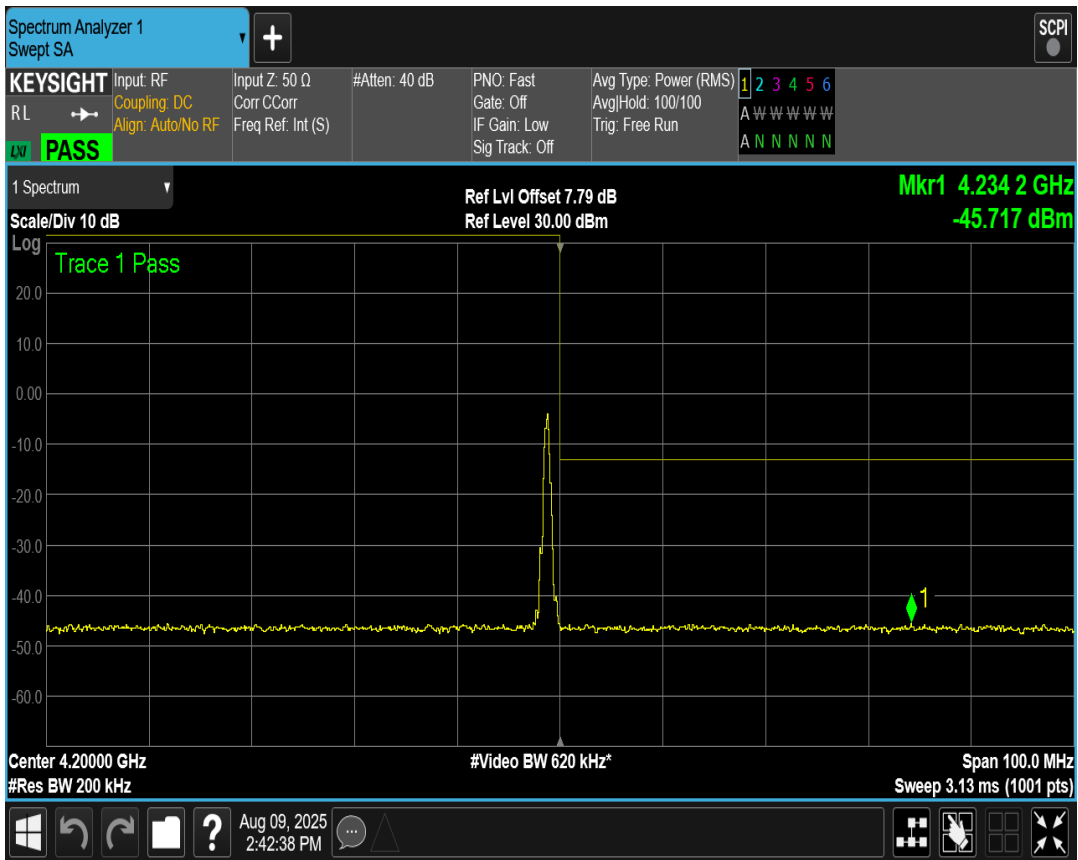 Spectrum Analyzer 1
Swept SA
+
SCPI
KEYSIGHT
RL
LXI PASS
Input: RF
Coupling: DC
Align: Auto/No RF
Input Z: 50 Ω
Corr CCorr
Freq Ref: Int (S)
#Atten: 40 dB
PNO: Fast
Gate: Off
IF Gain: Low
Sig Track: Off
Avg Type: Power (RMS)
Avg|Hold: 100/100
Trig: Free Run
1 2 3 4 5 6
A W W W W W
A N N N N N
1 Spectrum
Scale/Div 10 dB
Ref Lvl Offset 7.79 dB
Ref Level 30.00 dBm
Mkr1 4.234 2 GHz
-45.717 dBm
Log
Trace 1 Pass
20.0
10.0
0.00
-10.0
-20.0
-30.0
-40.0
1
-50.0
-60.0
Center 4.20000 GHz
#Video BW 620 kHz*
Span 100.0 MHz
#Res BW 200 kHz
Sweep 3.13 ms (1001 pts)
?
Aug 09, 2025
2:42:38 PM